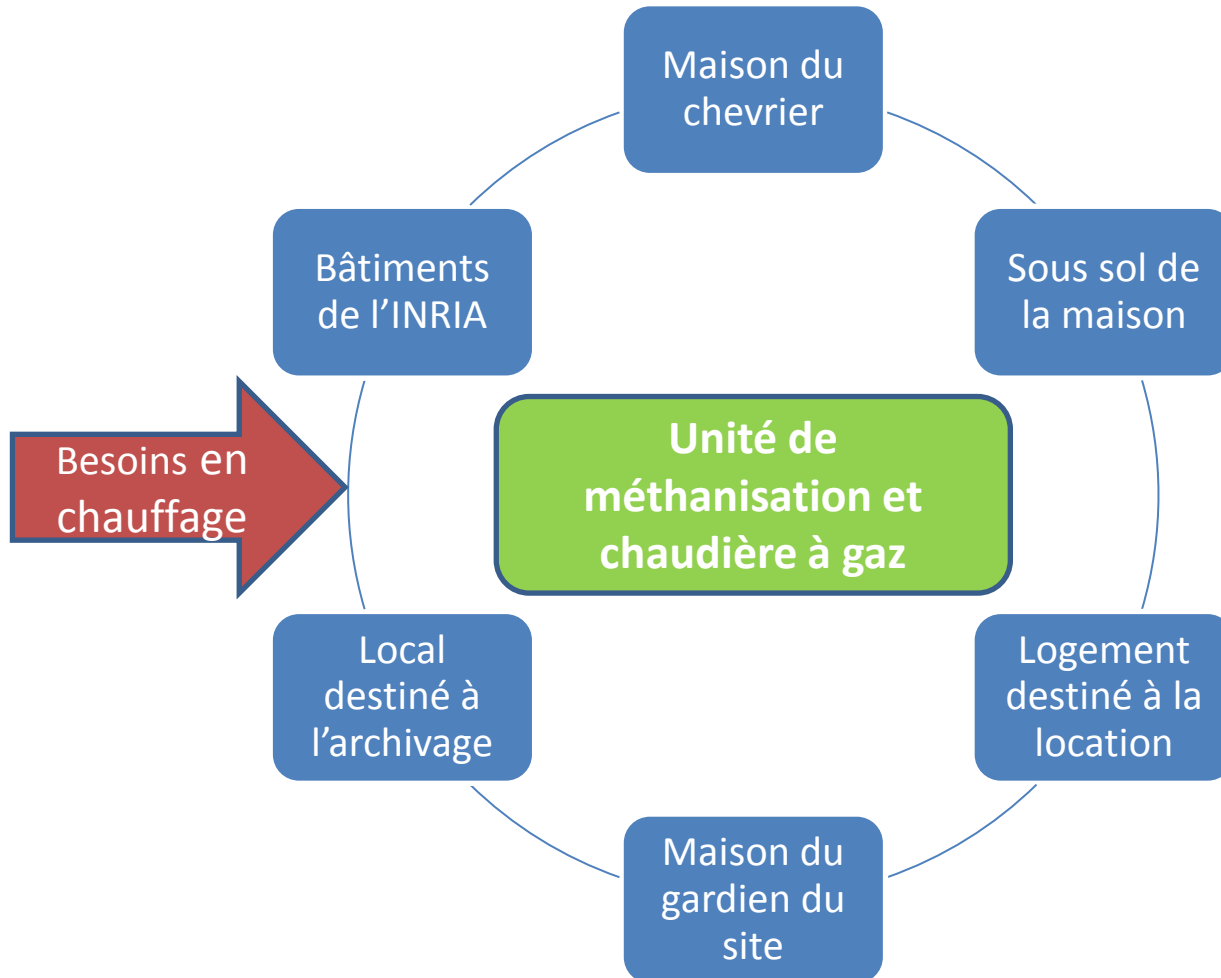 Maison du
chevrier
Bâtiments
de l’INRIA
Sous sol de
la maison
Besoins en
chauffage
Unité de
méthanisation et
chaudière à gaz
Local
destiné à
l’archivage
Logement
destiné à la
location
Maison du
gardien du
site